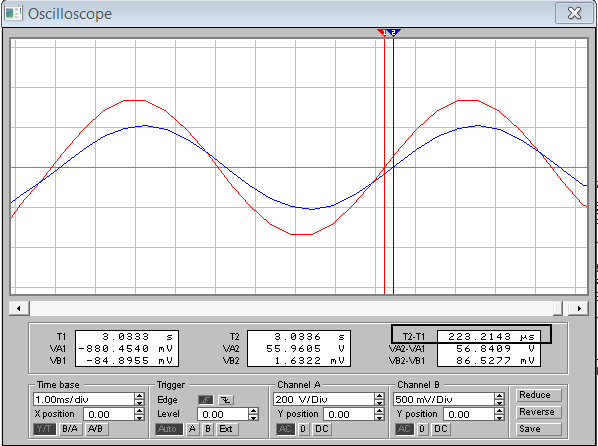 Oscilloscope
1 2
T1 3.0333 s T2 3.0336 s T2-T1 223.2143 µs
VA1 -880.4540 mV VA2 55.9605 V VA2-VA1 56.8409 V
VB1 -84.8955 mV VB2 1.6322 mV VB2-VB1 86.5277 mV
Time base Trigger Channel A Channel B
1.00ms/div Edge 200 V/Div 500 mV/Div Reduce
X position 0.00 Level 0.00 Y position 0.00 Y position 0.00 Reverse
Y/T B/A A/B Auto A B Ext AC 0 DC AC 0 DC Save